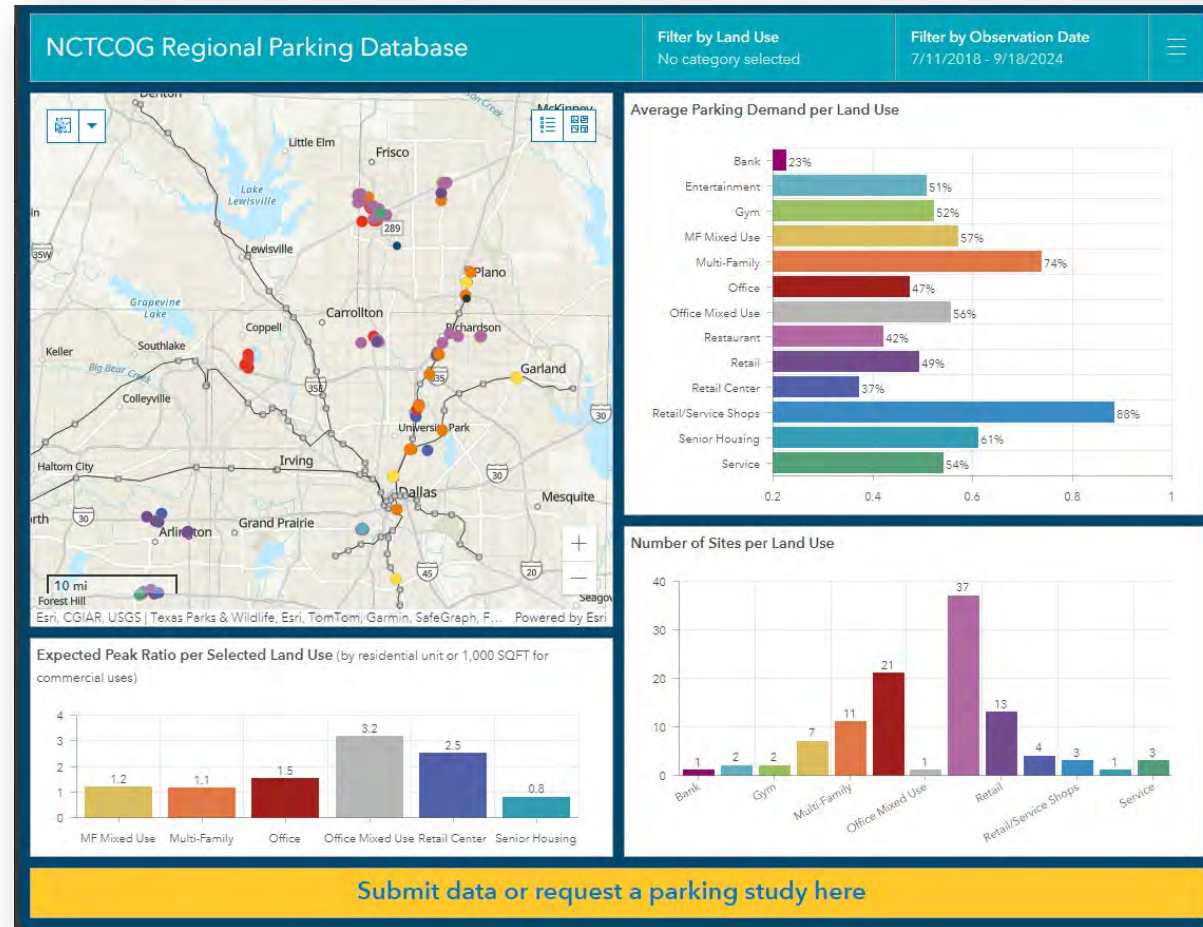 NCTCOG Regional Parking Database
Filter by Land Use
No category selected
Filter by Observation Date
7/11/2018 - 9/18/2024
Denton
McKinney
Little Elm
Frisco
Lake
Lewisville
289
35W
Lewisville
Plano
Grapevine
Lake
Carrollton
Coppell
Richardson
Keller
Southlake
Big Bear Creek
Garland
35E
Colleyville
30
University Park
Irving
Haltom City
30
Dallas
Mesquite
30
Arlington
Grand Prairie
45
20
10 mi
Forest Hill
Esri, CGIAR, USGS | Texas Parks & Wildlife, Esri, TomTom, Garmin, SafeGraph, F... Powered by Esri
Average Parking Demand per Land Use
Bank 23%
Entertainment 51%
Gym 52%
MF Mixed Use 57%
Multi-Family 74%
Office 47%
Office Mixed Use 56%
Restaurant 42%
Retail 49%
Retail Center 37%
Retail/Service Shops 88%
Senior Housing 61%
Service 54%
0.2 0.4 0.6 0.8 1
Expected Peak Ratio per Selected Land Use (by residential unit or 1,000 SQFT for
commercial uses)
4
3
2
1
0
1.2 1.1 1.5 3.2 2.5 0.8
MF Mixed Use Multi-Family Office Office Mixed Use Retail Center Senior Housing
Number of Sites per Land Use
40
30
20
10
0
1 2 2 7 11 21 1 37 13 4 3 1 3
Bank Gym Multi-Family Office Mixed Use Retail Retail/Service Shops Service
Submit data or request a parking study here